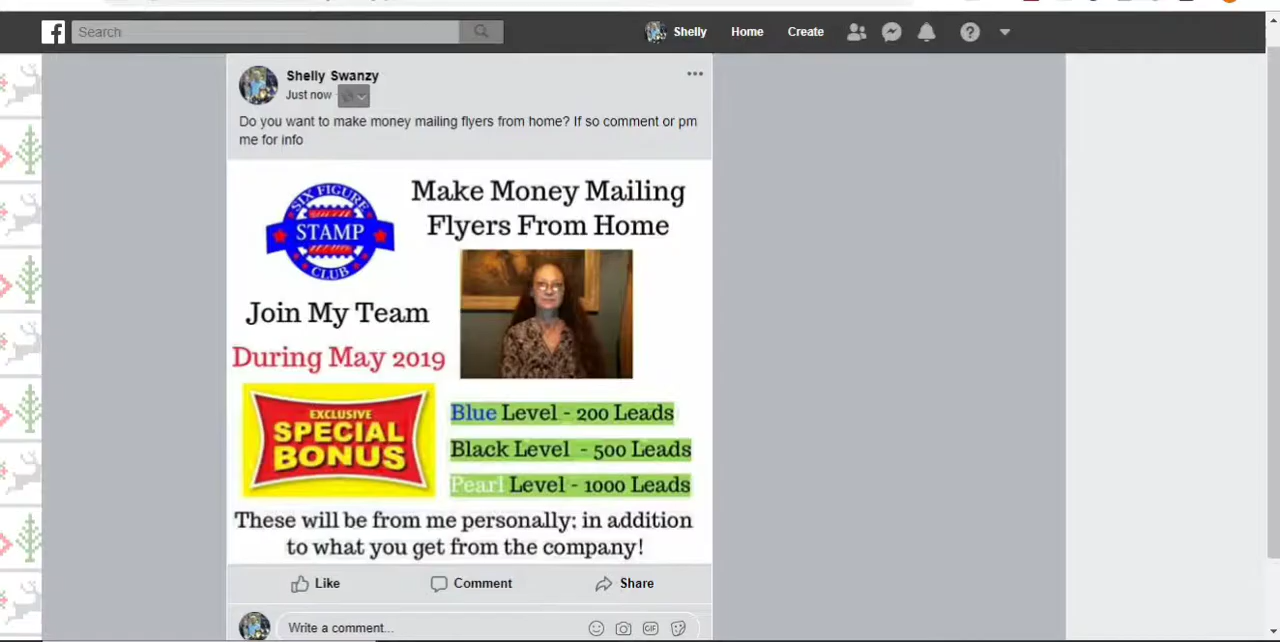 Search
Shelly
Home
Create
Shelly Swanzy
Just now
Do you want to make money mailing flyers from home? If so comment or pm
me for info
SIX FIGURE
STAMP
CLUB
Make Money Mailing
Flyers From Home
Join My Team
During May 2019
EXCLUSIVE
SPECIAL
BONUS
Blue Level - 200 Leads
Black Level - 500 Leads
Pearl Level - 1000 Leads
These will be from me personally; in addition
to what you get from the company!
Like
Comment
Share
Write a comment...
GIF